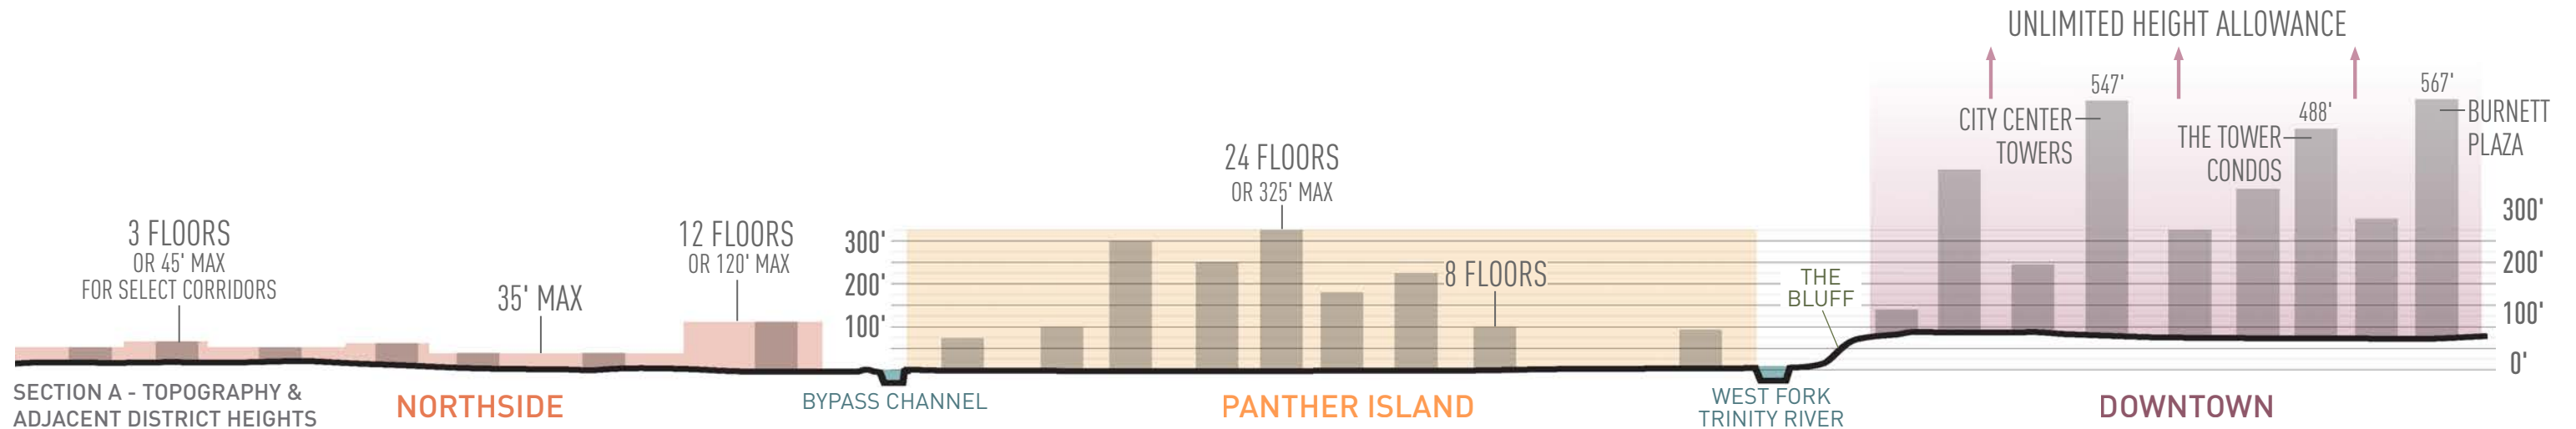 UNLIMITED HEIGHT ALLOWANCE
547'
567'
CITY CENTER
TOWERS
488'
THE TOWER
CONDOS
BURNETT
PLAZA
24 FLOORS
OR 325' MAX
3 FLOORS
OR 45' MAX
FOR SELECT CORRIDORS
35' MAX
12 FLOORS
OR 120' MAX
300'
200'
100'
8 FLOORS
THE
BLUFF
300'
200'
100'
0'
SECTION A - TOPOGRAPHY &
ADJACENT DISTRICT HEIGHTS
NORTHSIDE
BYPASS CHANNEL
PANTHER ISLAND
WEST FORK
TRINITY RIVER
DOWNTOWN